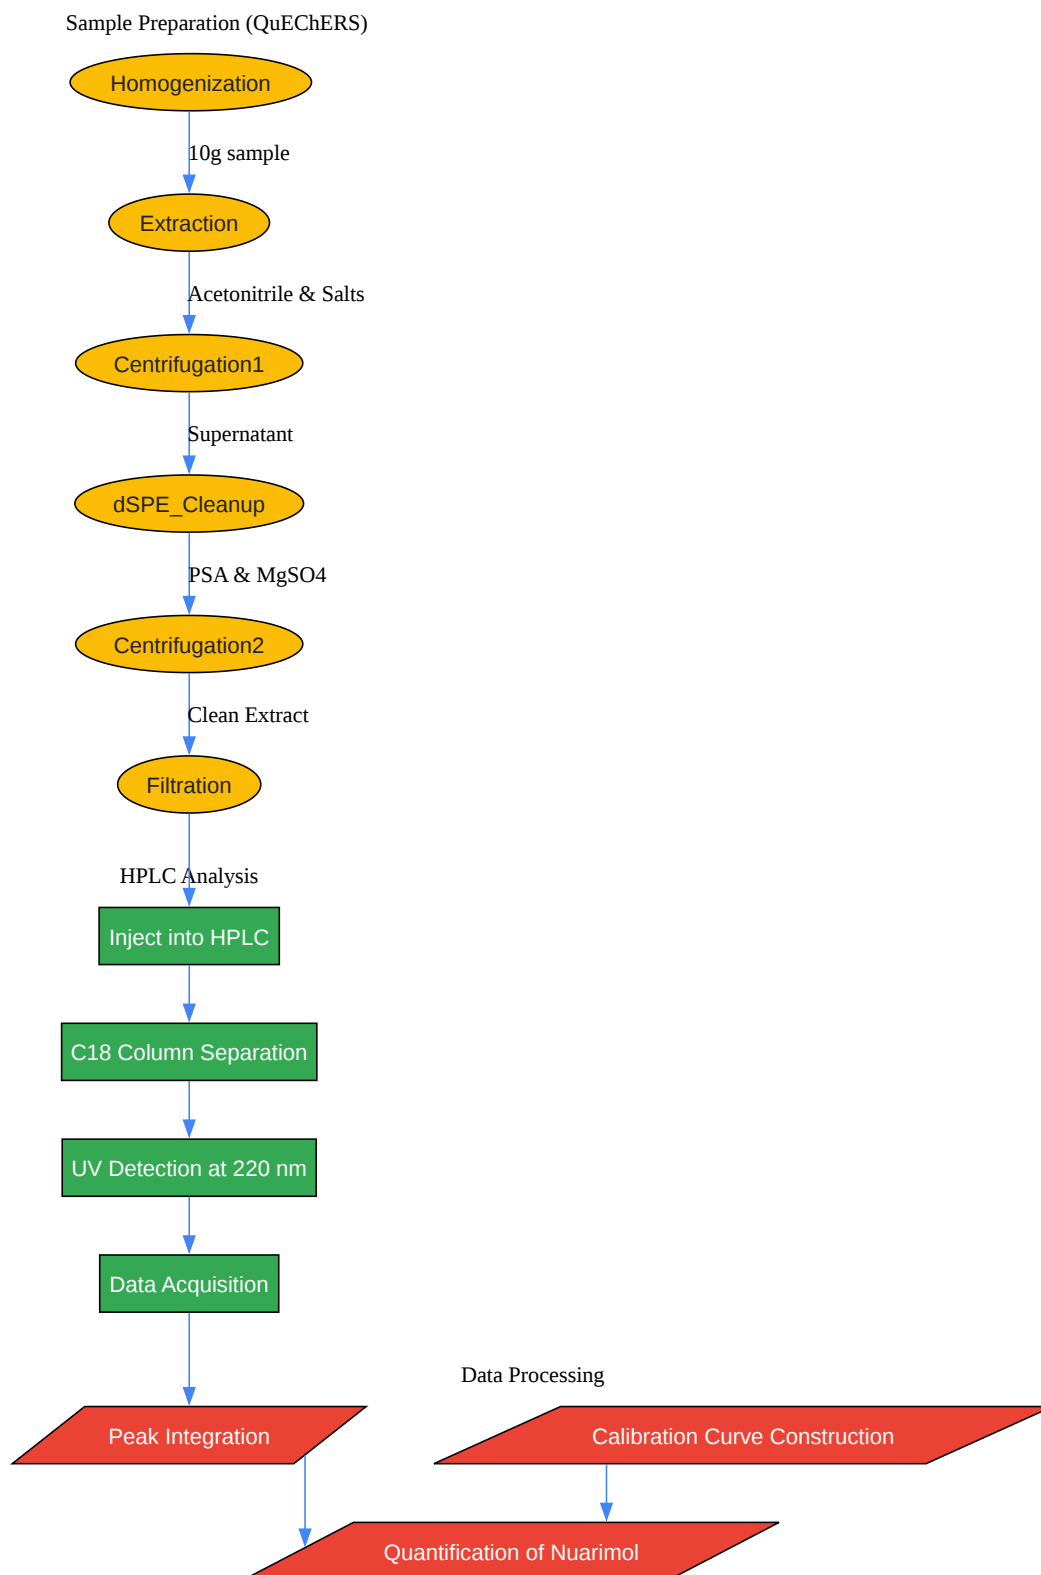 Sample Preparation (QuEChERS)
Homogenization
10g sample
Extraction
Acetonitrile & Salts
Centrifugation1
Supernatant
dSPE_Cleanup
PSA & MgSO4
Centrifugation2
Clean Extract
Filtration
HPLC Analysis
Inject into HPLC
C18 Column Separation
UV Detection at 220 nm
Data Acquisition
Data Processing
Peak Integration
Calibration Curve Construction
Quantification of Nuarimol